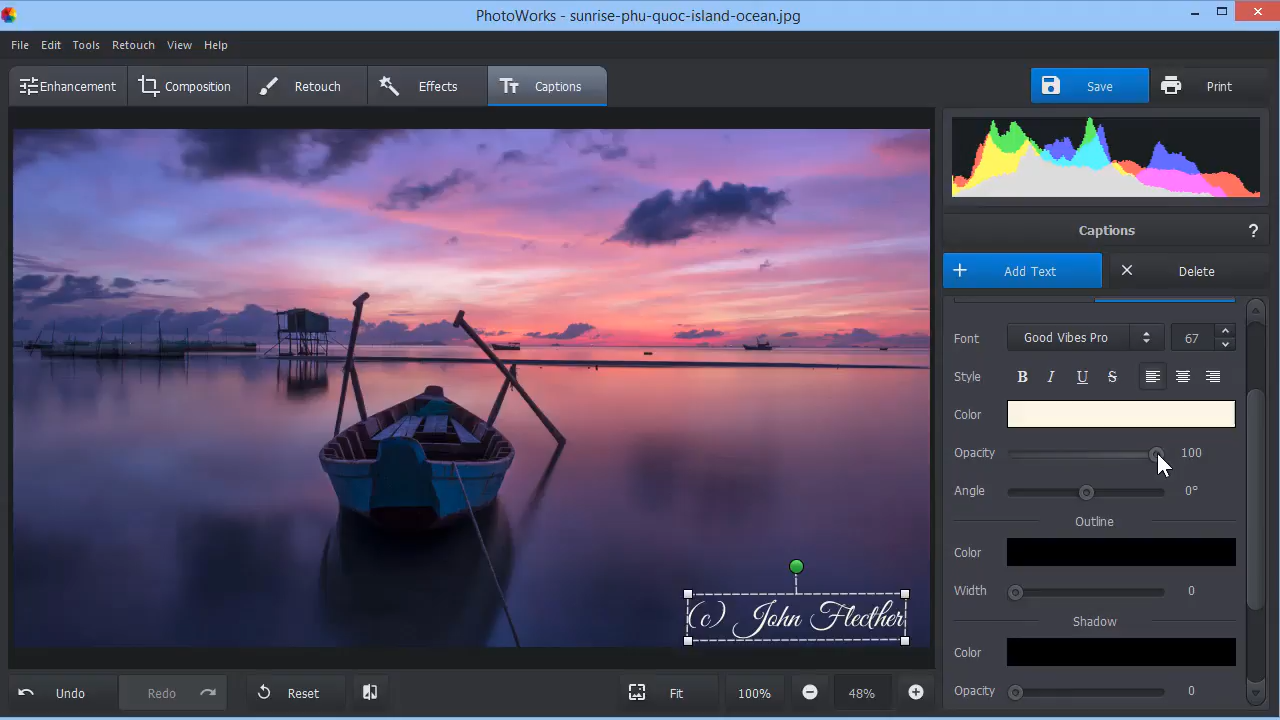 PhotoWorks - sunrise-phu-quoc-island-ocean.jpg
File Edit Tools Retouch View Help
Enhancement Composition Retouch Effects Captions Save Print
Captions ?
Add Text Delete
Font Good Vibes Pro 67
Style B I U S
Color
Opacity 100
Angle 0°
Outline
Color
Width 0
Shadow
Color
Opacity 0
(c) John Flecther
Undo Redo Reset Fit 100% 48%